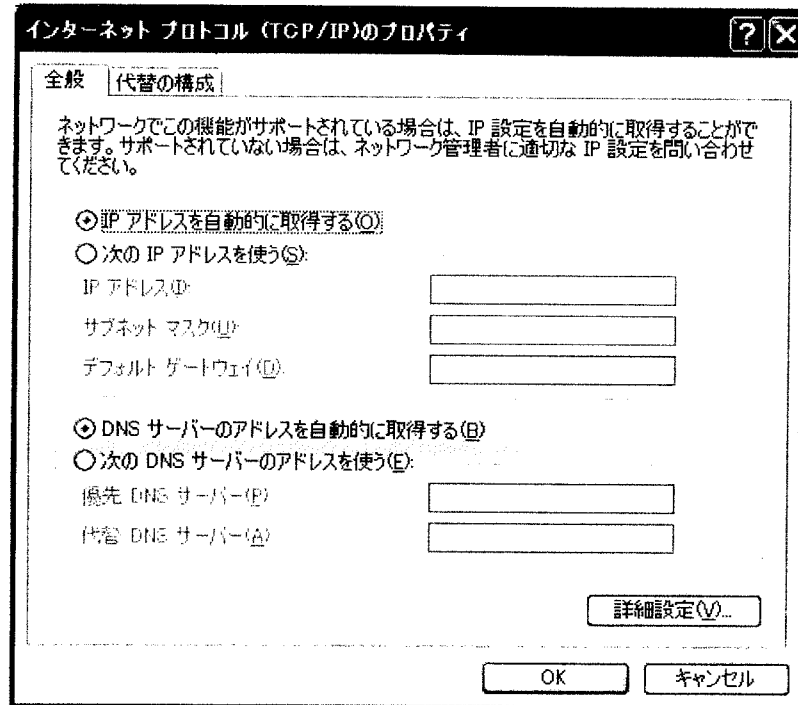 インターネット プロトコル (TCP/IP)のプロパティ
全般
代替の構成
ネットワークでこの機能がサポートされている場合は、IP 設定を自動的に取得することがで
きます。サポートされていない場合は、ネットワーク管理者に適切な IP 設定を問い合わせ
てください。
IP アドレスを自動的に取得する(O)
次の IP アドレスを使う(S):
IP アドレス(I):
サブネット マスク(U):
デフォルト ゲートウェイ(D):
DNS サーバーのアドレスを自動的に取得する(B)
次の DNS サーバーのアドレスを使う(E):
優先 DNS サーバー(P)
代替 DNS サーバー(A)
詳細設定(V)...
OK
キャンセル